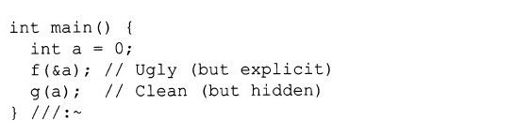 int main() {
  int a = 0;
  f(&a); // Ugly (but explicit)
  g(a);  // Clean (but hidden)
} ///:~